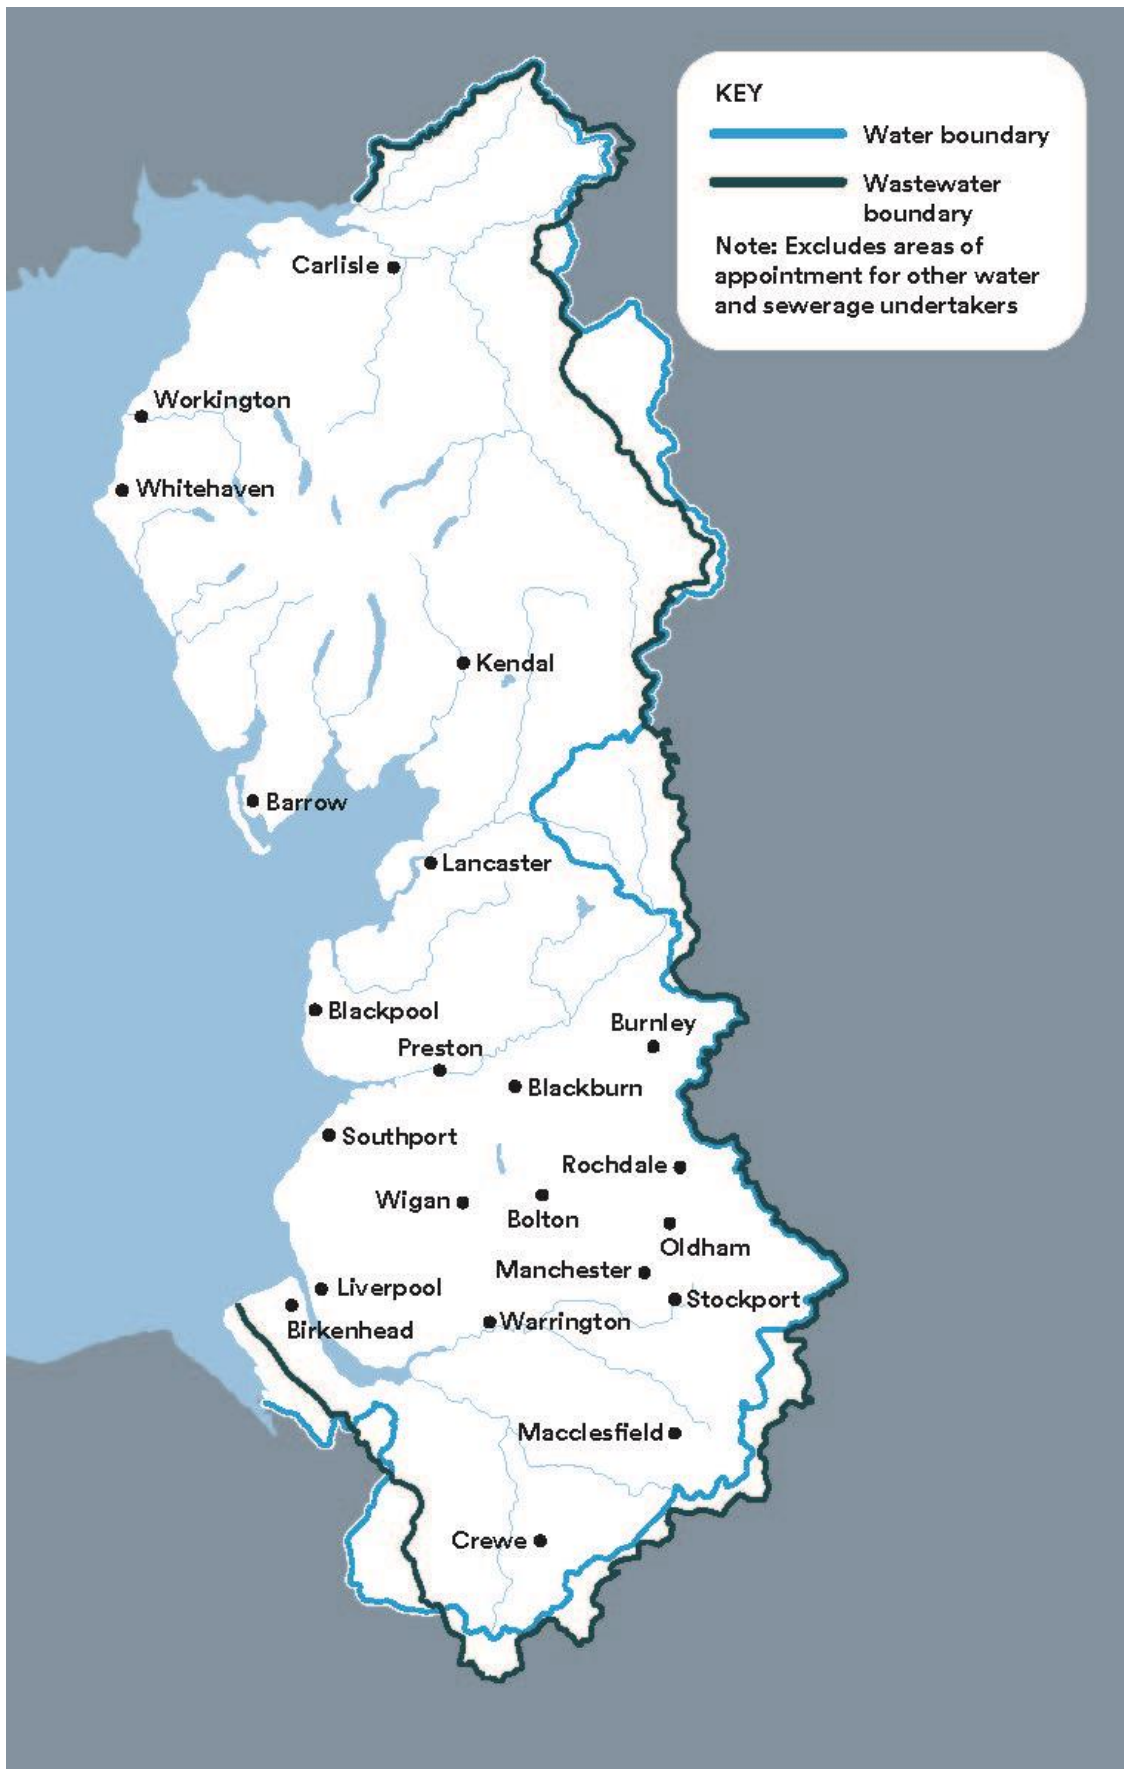 KEY
Water boundary
Wastewater
boundary
Note: Excludes areas of
appointment for other water
and sewerage undertakers
Carlisle
Workington
Whitehaven
Kendal
Barrow
Lancaster
Blackpool
Burnley
Preston
Blackburn
Southport
Rochdale
Wigan
Bolton
Oldham
Manchester
Liverpool
Stockport
Warrington
Birkenhead
Macclesfield
Crewe